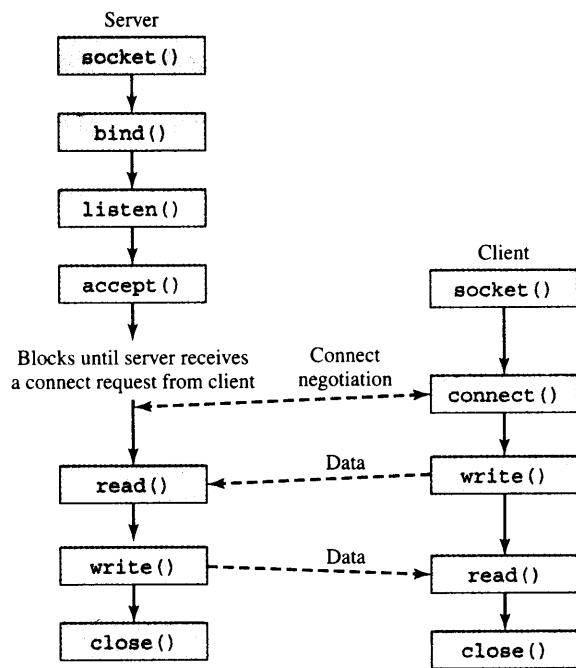 Server
socket()
bind()
listen()
accept()
Blocks until server receives
a connect request from client
read()
write()
close()
Client
socket()
Connect
negotiation
connect()
Data
write()
Data
read()
close()